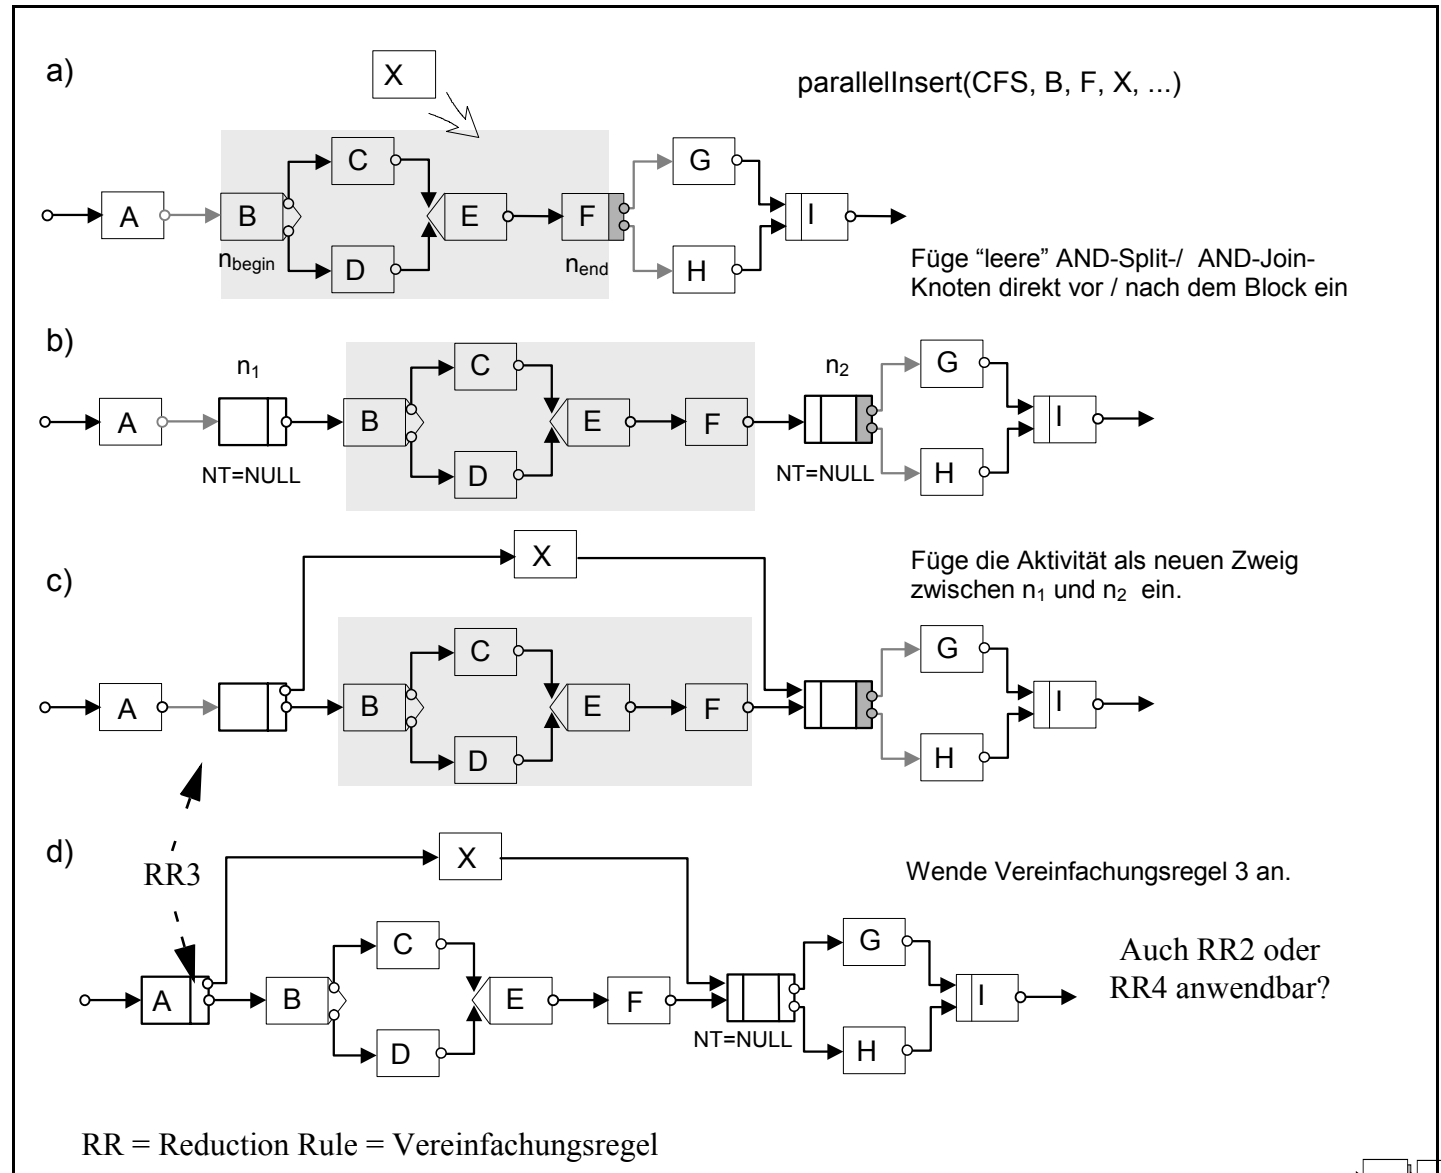 a)
X
parallelInsert(CFS, B, F, X, ...)
C
G
A
B
E
F
I
n_begin
D
n_end
H
Füge “leere” AND-Split-/ AND-Join-
Knoten direkt vor / nach dem Block ein
b)
n₁
C
n₂
G
A
B
E
F
I
NT=NULL
D
NT=NULL
H
X
c)
Füge die Aktivität als neuen Zweig
zwischen n₁ und n₂ ein.
C
G
A
B
E
F
I
D
H
d)
X
RR3
Wende Vereinfachungsregel 3 an.
C
G
Auch RR2 oder
RR4 anwendbar?
A
B
E
F
I
NT=NULL
D
H
RR = Reduction Rule = Vereinfachungsregel